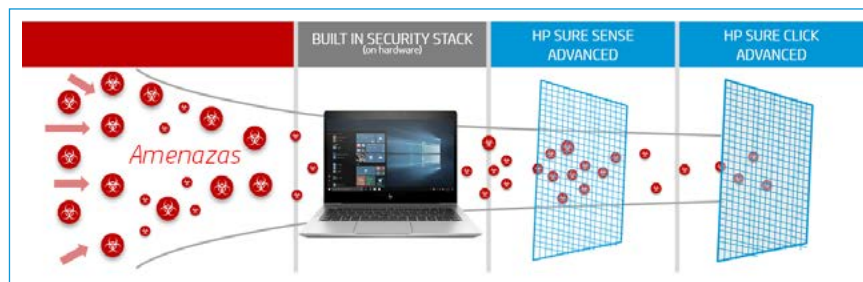 BUILT IN SECURITY STACK
(on hardware)
HP SURE SENSE
ADVANCED
HP SURE CLICK
ADVANCED
Amenazas